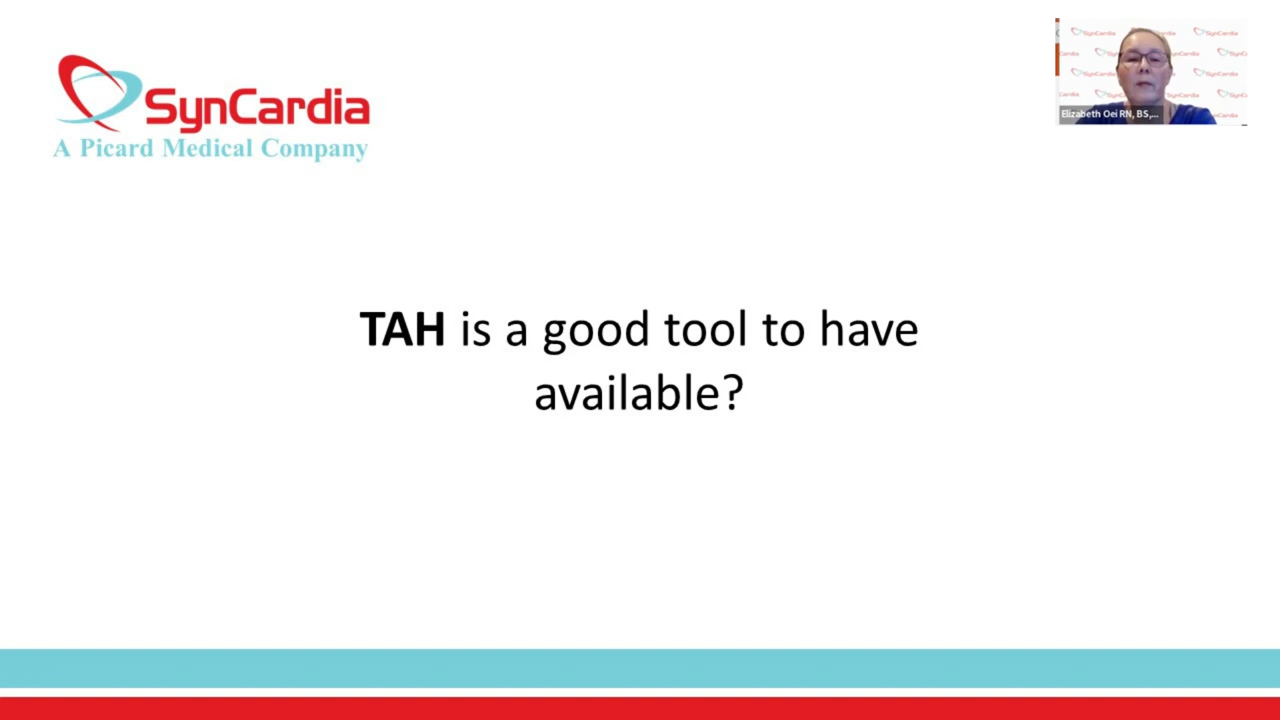 SynCardia
A Picard Medical Company
Elizabeth Oei RN, BS,...
TAH is a good tool to have
available?